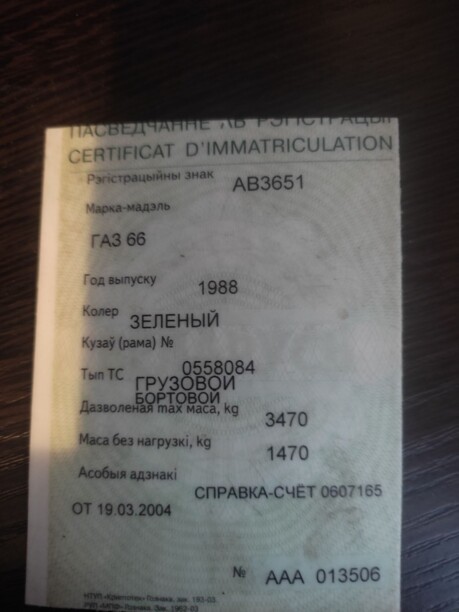 ПАСВЕДЧАННЕ АБ РЭГІСТРАЦЫІ
CERTIFICAT D'IMMATRICULATION
Рэгістрацыйны знак АВ3651
Марка-мадэль
ГАЗ 66
Год выпуску 1988
Колер ЗЕЛЕНЫЙ
Кузаў (рама) №
0558084
Тып ТС ГРУЗОВОЙ
БОРТОВОЙ
Дазволеная max маса, kg 3470
Маса без нагрузкі, kg 1470
Асобыя адзнакі
СПРАВКА-СЧЁТ 0607165
ОТ 19.03.2004
№ ААА 013506